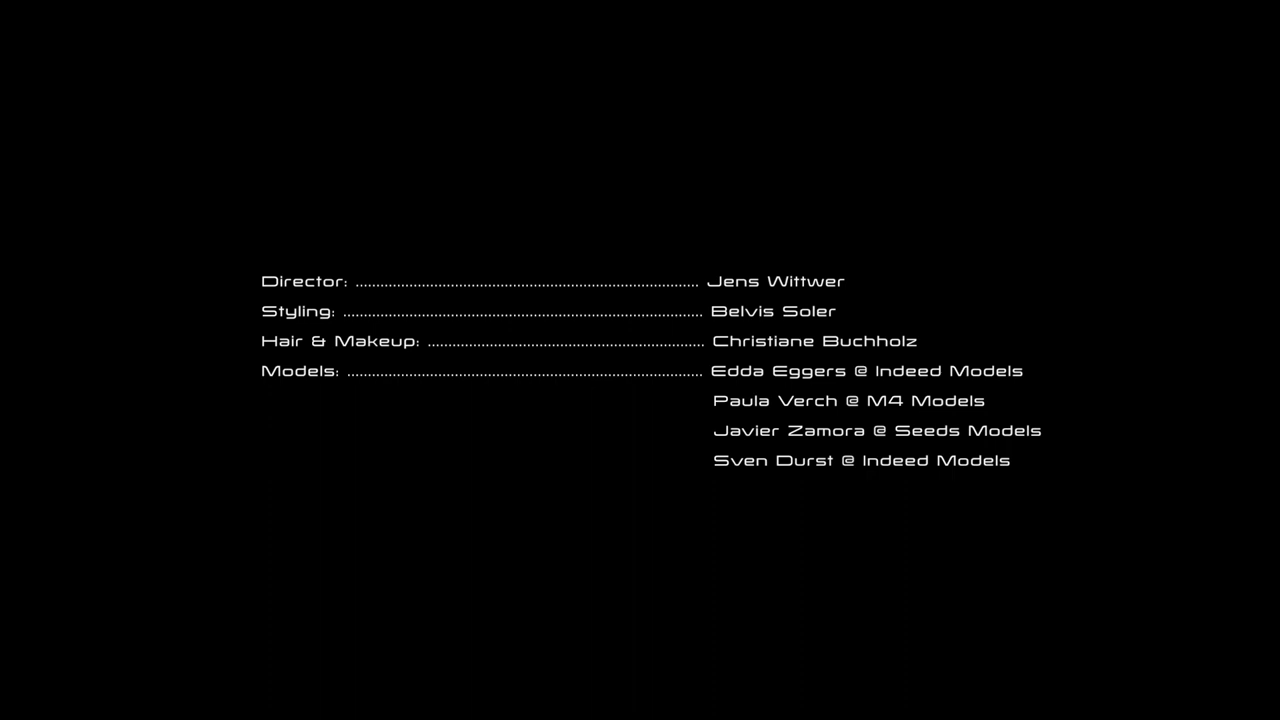 Director: ...................................................................................... Jens Wittwer
Styling: .......................................................................................... Belvis Soler
Hair & Makeup: ..................................................................... Christiane Buchholz
Models: ......................................................................................... Edda Eggers @ Indeed Models
Paula Verch @ M4 Models
Javier Zamora @ Seeds Models
Sven Durst @ Indeed Models